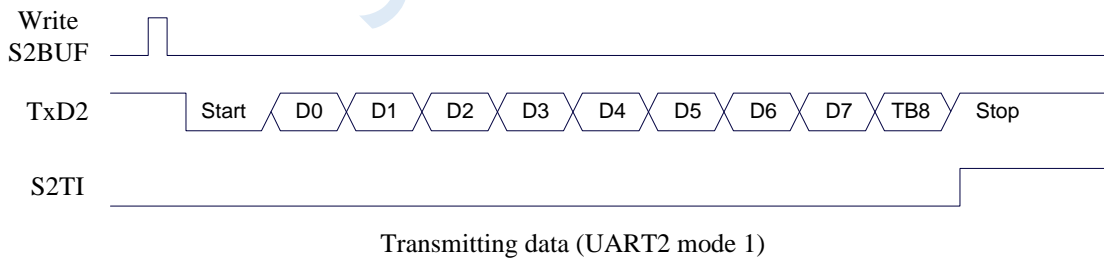 Write
S2BUF
TxD2 Start D0 D1 D2 D3 D4 D5 D6 D7 TB8 Stop
S2TI
Transmitting data (UART2 mode 1)